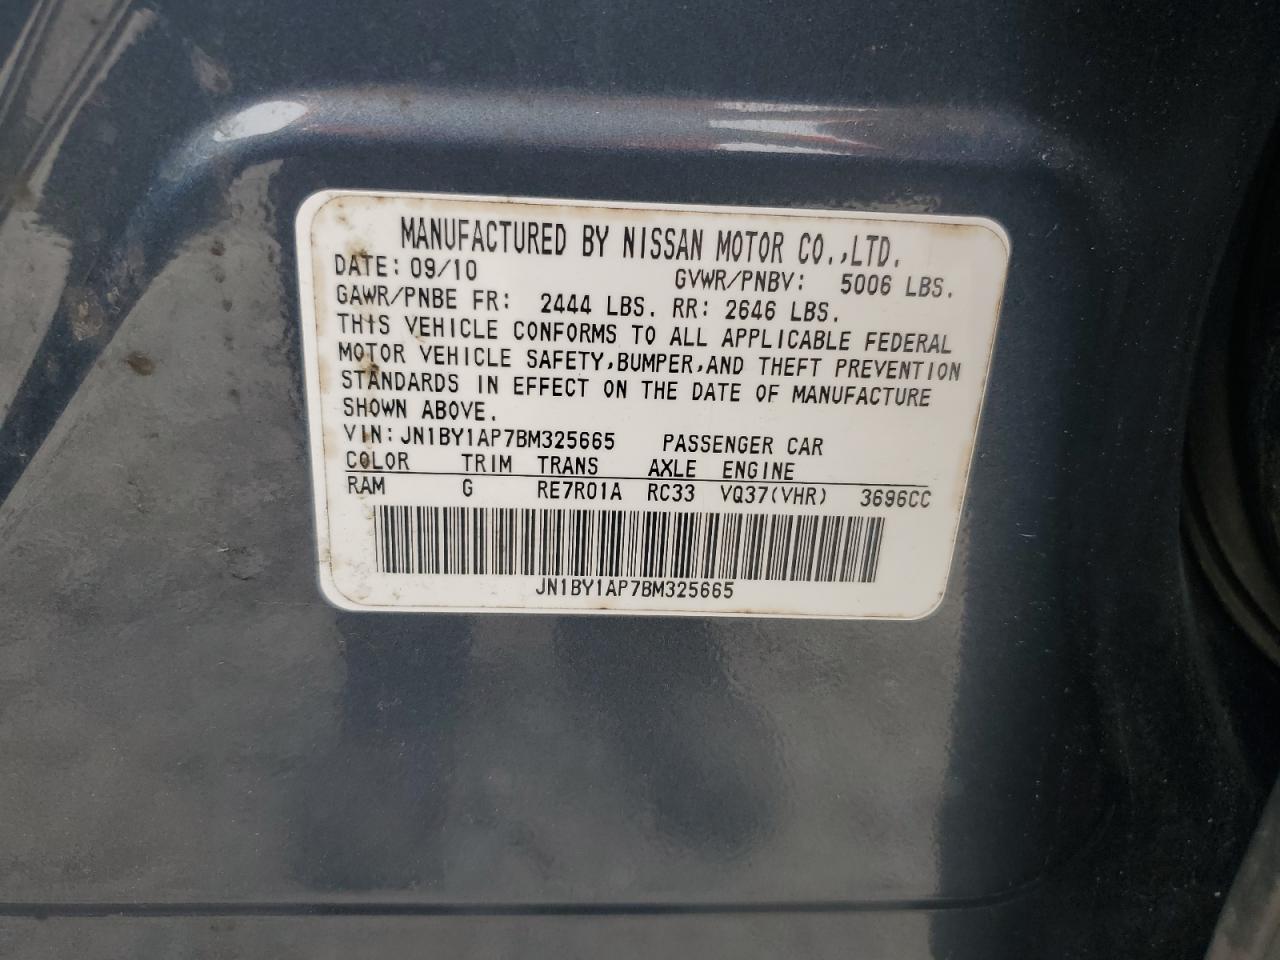 MANUFACTURED BY NISSAN MOTOR CO.,LTD.
DATE: 09/10 GVWR/PNBV: 5006 LBS.
GAWR/PNBE FR: 2444 LBS. RR: 2646 LBS.
THIS VEHICLE CONFORMS TO ALL APPLICABLE FEDERAL
MOTOR VEHICLE SAFETY,BUMPER,AND THEFT PREVENTION
STANDARDS IN EFFECT ON THE DATE OF MANUFACTURE
SHOWN ABOVE.
VIN:JN1BY1AP7BM325665 PASSENGER CAR
COLOR TRIM TRANS AXLE ENGINE
RAM G RE7R01A RC33 VQ37(VHR) 3696CC
JN1BY1AP7BM325665